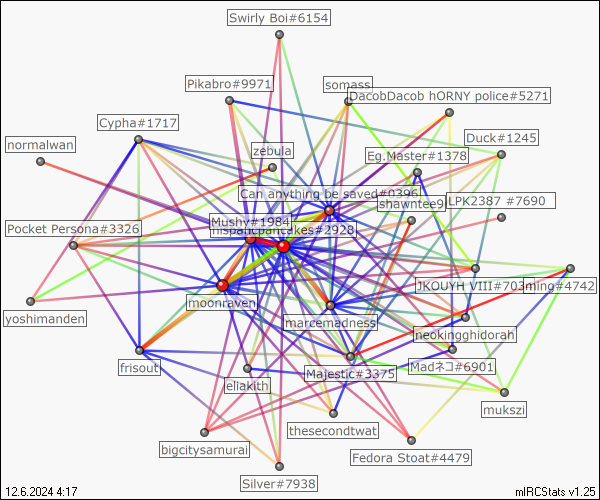 Swirly Boi#6154
Pikabro#9971
somass
DacobDacob hORNY police#5271
Cypha#1717
Duck#1245
normalwan
zebula
Eg.Master#1378
Can anything be saved#0396
shawntee9
LPK2387 #7690
Mushy#1984
mspancpancakes#2928
Pocket Persona#3326
JKOUYH VIII#703
ming#4742
moonraven
yoshimanden
marcemadness
neokingghidorah
frisout
Majestic#3375
Madネコ#6901
eliakith
mukszi
thesecondtwat
bigcitysamurai
Fedora Stoat#4479
Silver#7938
12.6.2024 4:17
mIRCStats v1.25